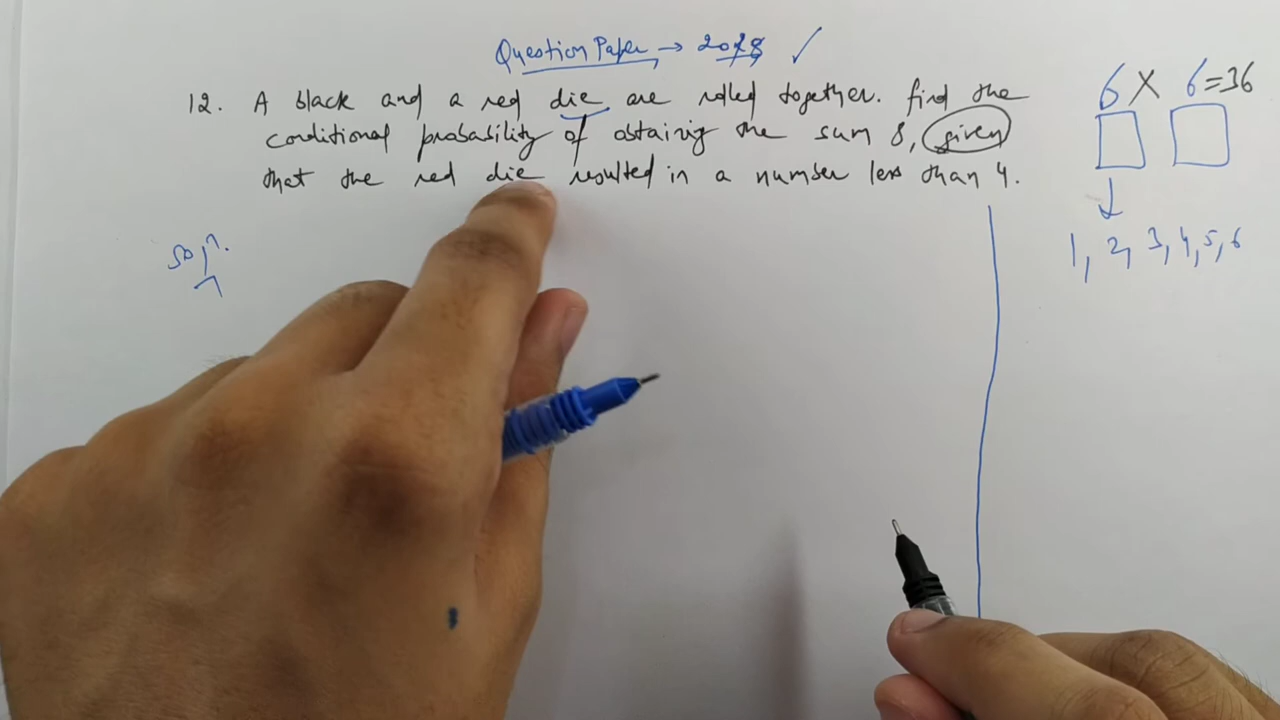 Question Paper → 2018 ✓
12. A black and a red die are rolled together. find the
conditional probability of obtaining the sum 8, given
that the red die resulted in a number less than 4.
Sol^n.
6 X 6=36
1, 2, 3, 4, 5, 6